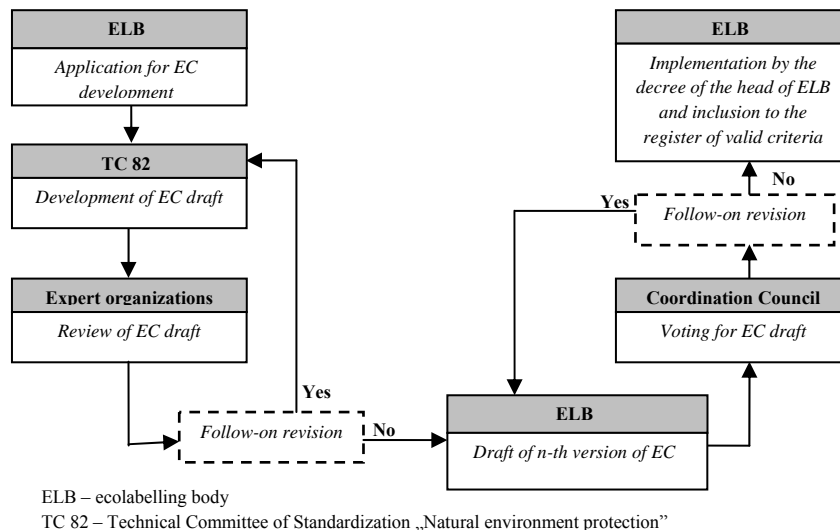 ELB
Application for EC
development
TC 82
Development of EC draft
Expert organizations
Review of EC draft
Yes
Follow-on revision
No
ELB
Draft of n-th version of EC
Coordination Council
Voting for EC draft
Follow-on revision
Yes
No
ELB
Implementation by the
decree of the head of ELB
and inclusion to the
register of valid criteria
ELB – ecolabelling body
TC 82 – Technical Committee of Standardization „Natural environment protection”